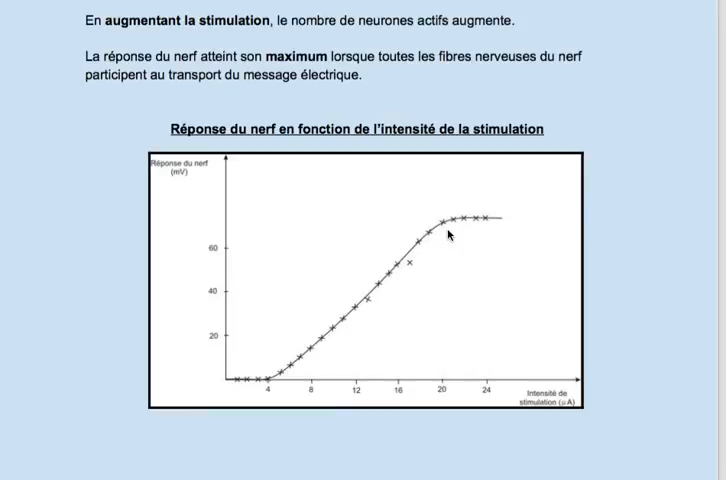 En augmentant la stimulation, le nombre de neurones actifs augmente.
La réponse du nerf atteint son maximum lorsque toutes les fibres nerveuses du nerf
participent au transport du message électrique.
Réponse du nerf en fonction de l'intensité de la stimulation
Réponse du nerf
(mV)
60
40
20
4 8 12 16 20 24
Intensité de
stimulation (µA)